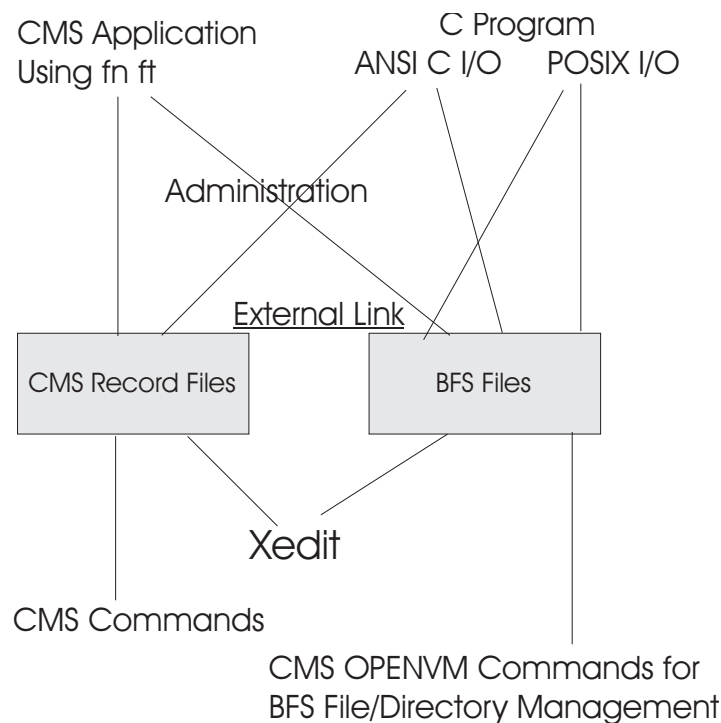 CMS Application
Using fn ft
C Program
ANSI C I/O POSIX I/O
Administration
External Link
CMS Record Files
BFS Files
Xedit
CMS Commands
CMS OPENVM Commands for
BFS File/Directory Management